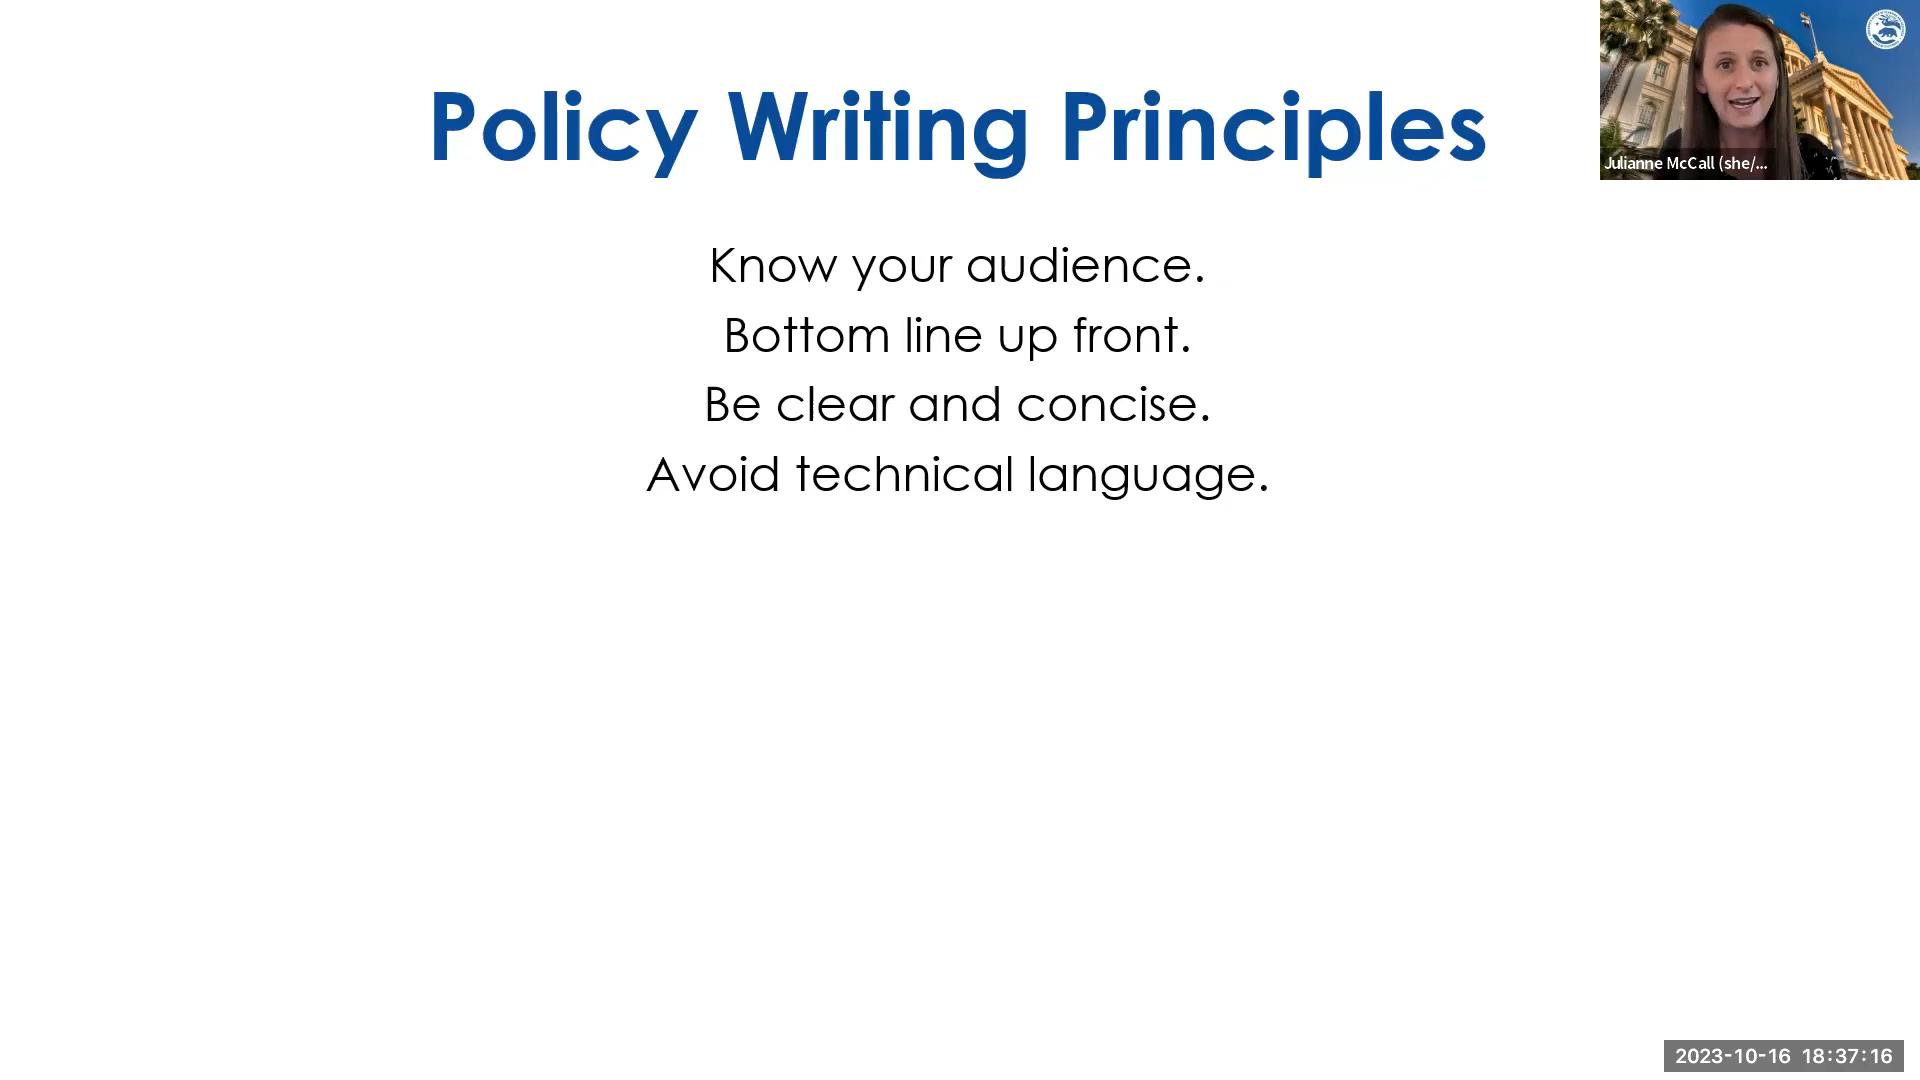 Policy Writing Principles
Julianne McCall (she/...
Know your audience.
Bottom line up front.
Be clear and concise.
Avoid technical language.
2023-10-16 18:37:16